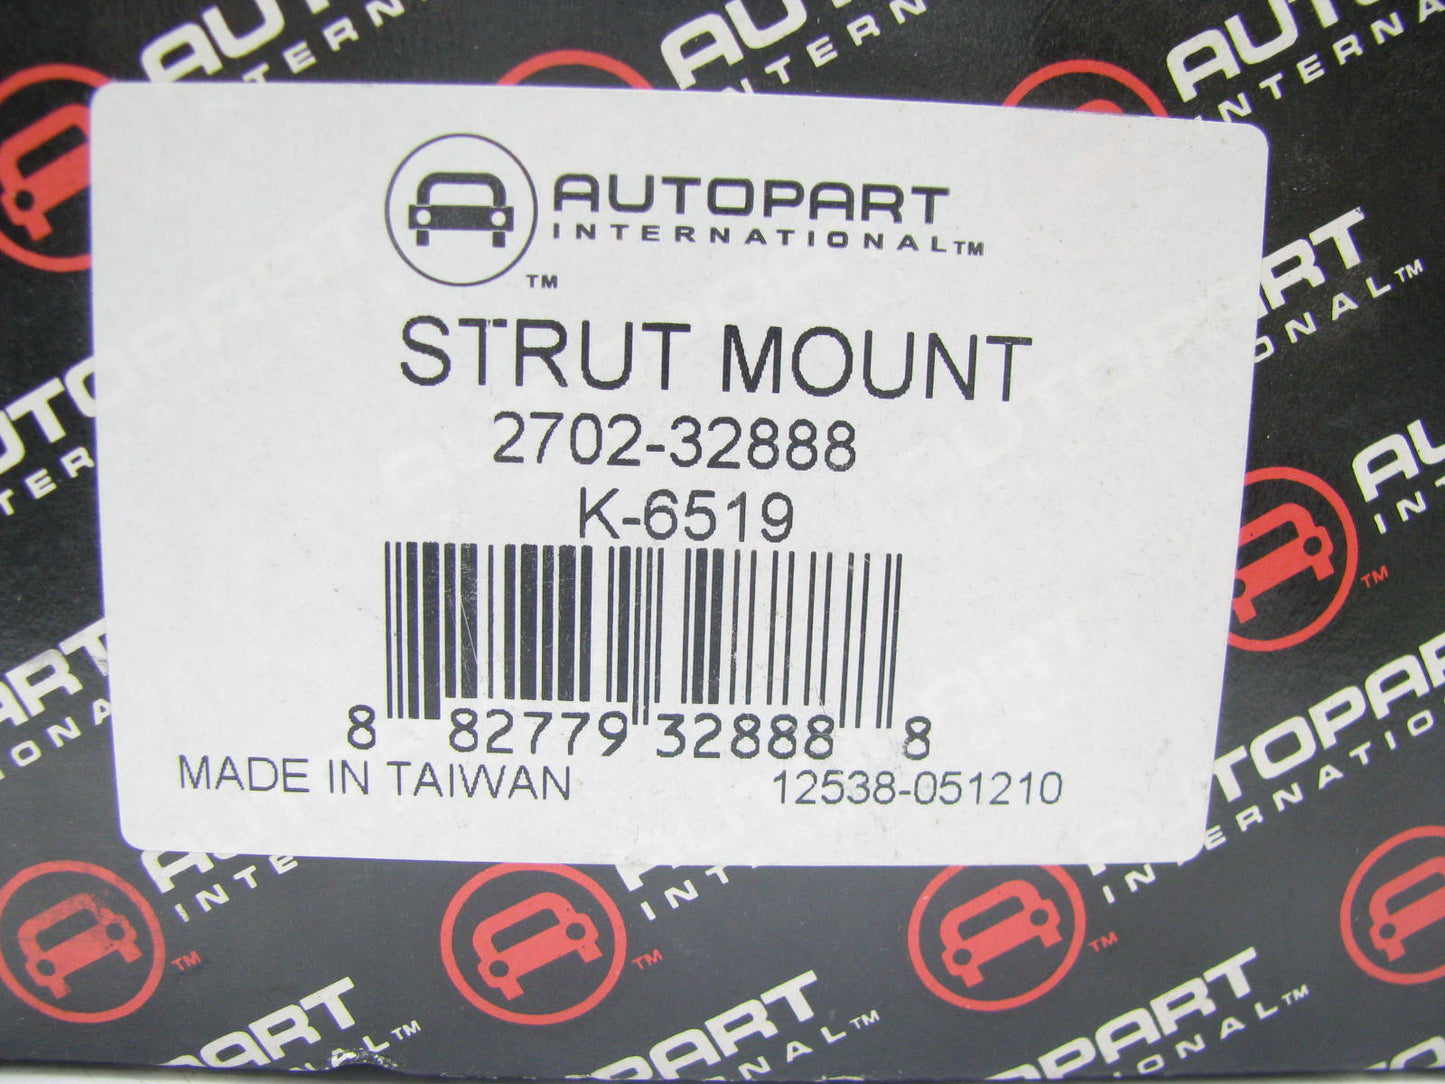 AUTOPART
INTERNATIONAL™
™
STRUT MOUNT
2702-32888
K-6519
8 82779 32888 8
MADE IN TAIWAN
12538-051210